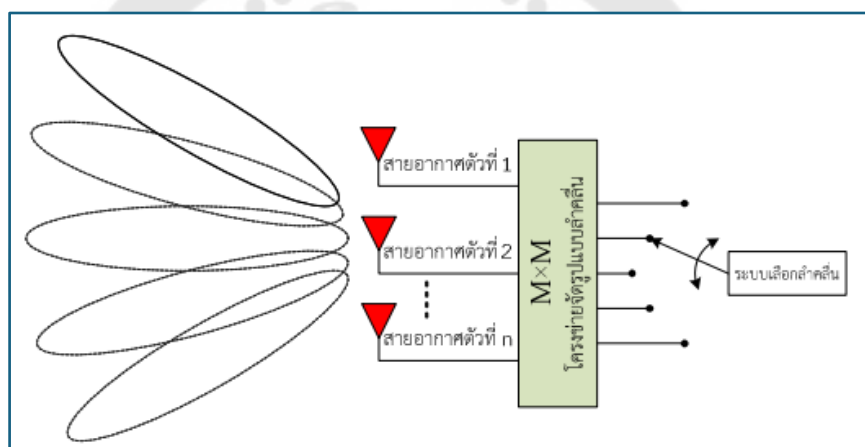 สายอากาศตัวที่ 1
สายอากาศตัวที่ 2
สายอากาศตัวที่ n
M×M
โครงข่ายจัดรูปแบบลำคลื่น
ระบบเลือกลำคลื่น